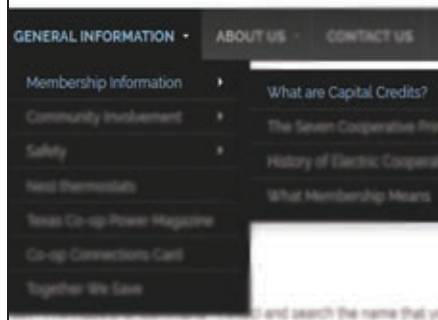 GENERAL INFORMATION ABOUT US CONTACT US
Membership Information
Community Involvement
Safety
Nest thermostats
Texas Co-op Power Magazine
Co-op Connections Card
Together We Save
What are Capital Credits?
The Seven Cooperative
History of Electric
What Membership Means
and search the name that